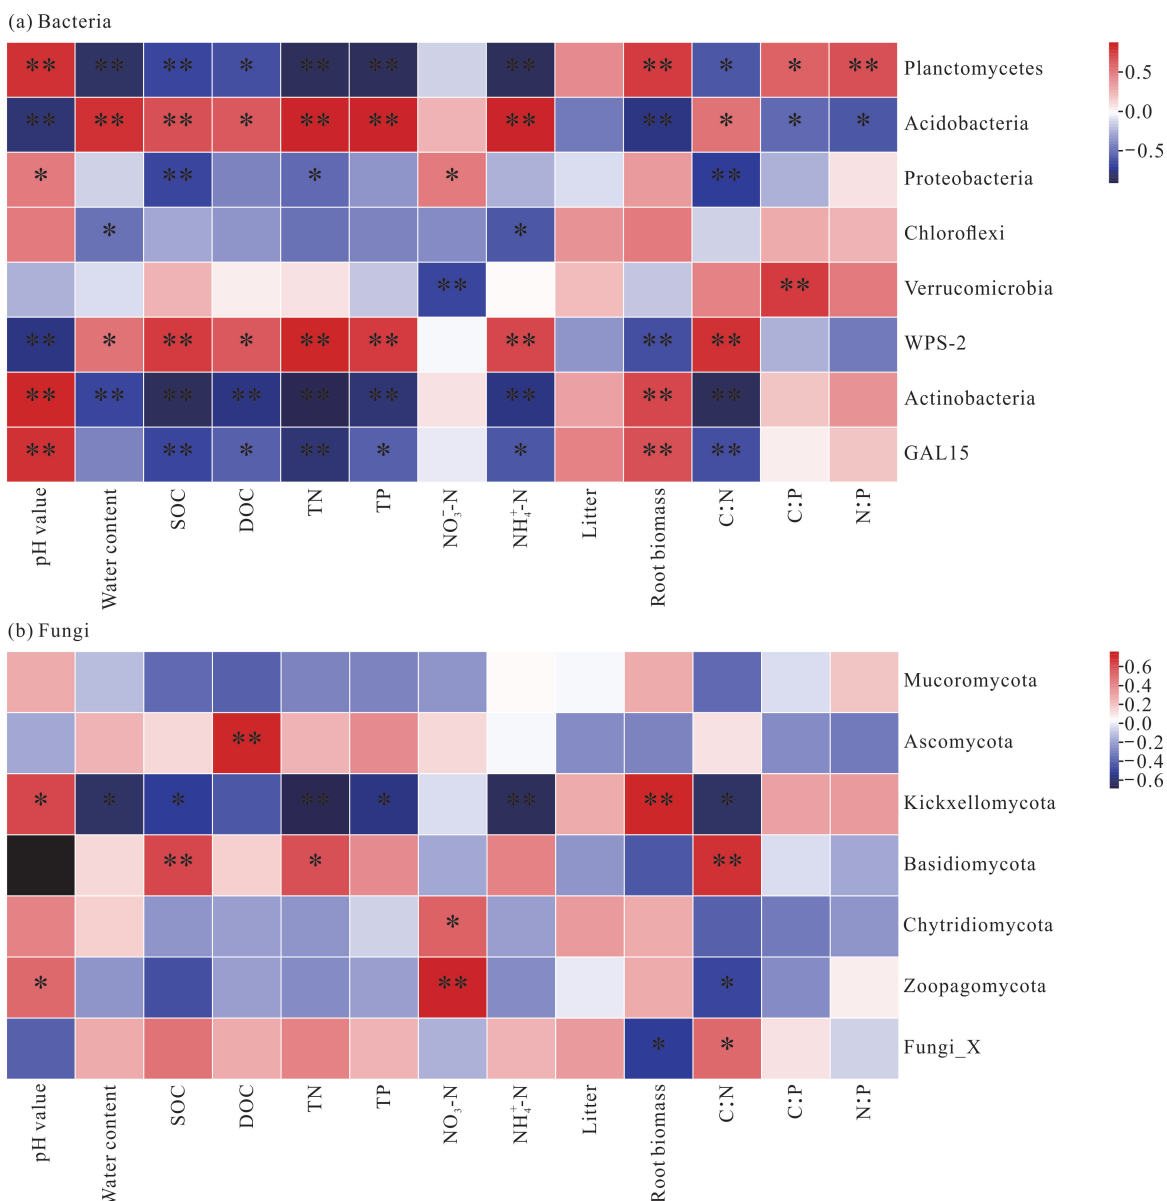 (a) Bacteria
** ** ** * ** ** ** ** * * ** Planctomycetes
** ** ** * ** ** ** ** * * * Acidobacteria
* ** * * ** Proteobacteria
* * Chloroflexi
** ** Verrucomicrobia
** * ** * ** ** ** ** ** WPS-2
** ** ** ** ** ** ** ** ** Actinobacteria
** ** * ** * * ** ** GAL15
0.5
0.0
−0.5
pH value
Water content
SOC
DOC
TN
TP
NO₃⁻-N
NH₄⁺-N
Litter
Root biomass
C:N
C:P
N:P
(b) Fungi
Mucoromycota
** Ascomycota
* * * ** * ** ** * Kickxellomycota
** * ** Basidiomycota
* Chytridiomycota
* ** * Zoopagomycota
* * Fungi_X
0.6
0.4
0.2
0.0
−0.2
−0.4
−0.6
pH value
Water content
SOC
DOC
TN
TP
NO₃-N
NH₄⁺-N
Litter
Root biomass
C:N
C:P
N:P